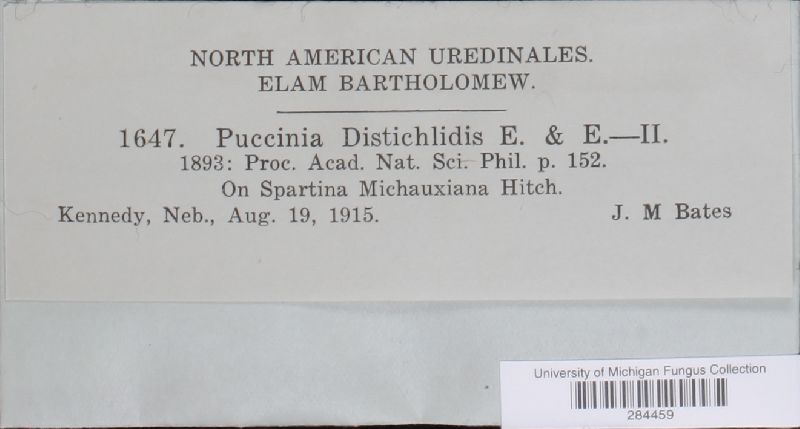 NORTH AMERICAN UREDINALES.
ELAM BARTHOLOMEW.
1647. Puccinia Distichlidis E. & E.—II.
1893: Proc. Acad. Nat. Sci. Phil. p. 152.
On Spartina Michauxiana Hitch.
Kennedy, Neb., Aug. 19, 1915. J. M Bates
University of Michigan Fungus Collection
284459